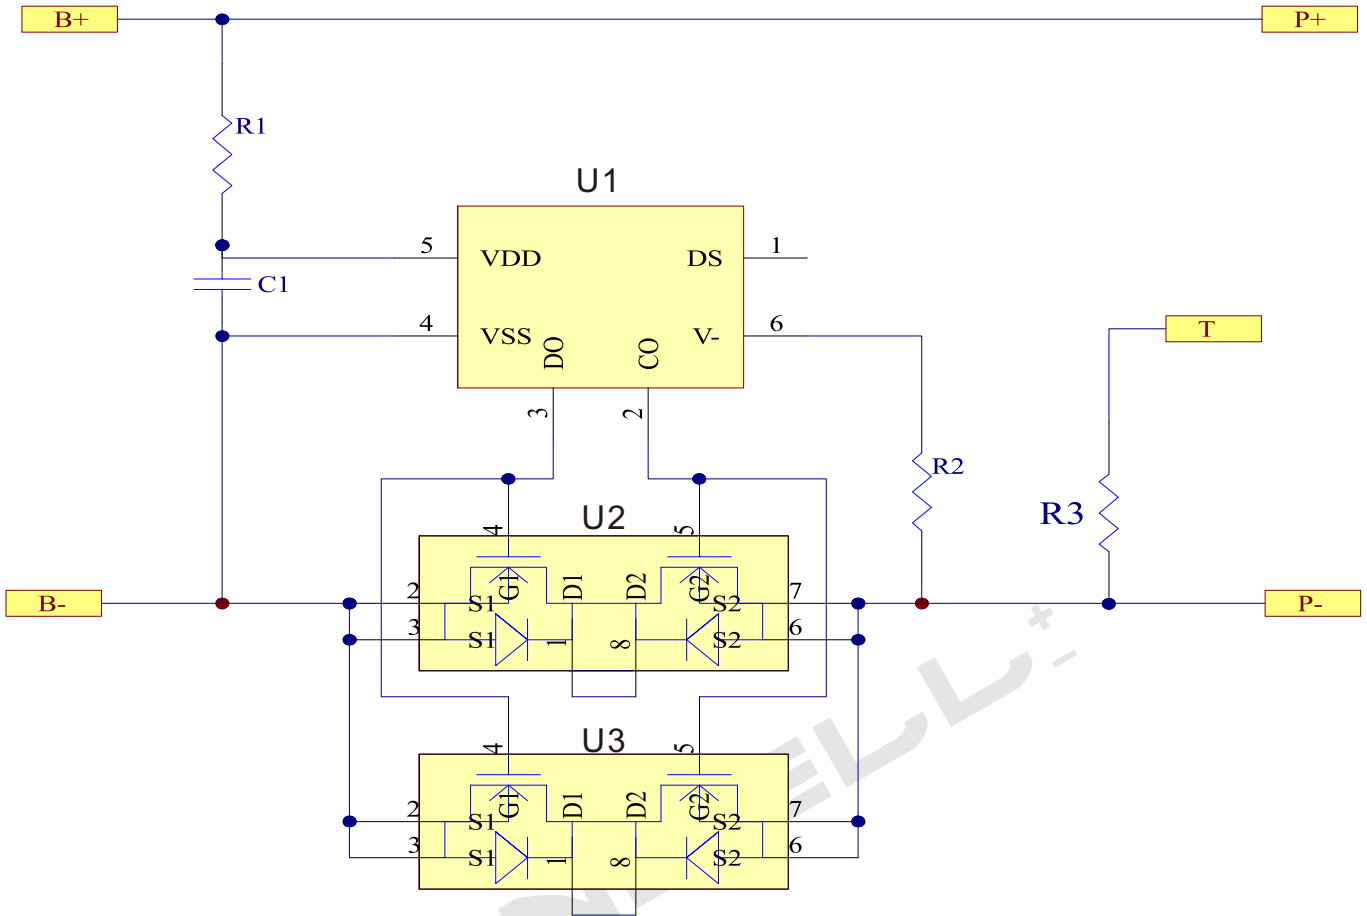 B+ P+
R1
U1
5 VDD DS 1
C1
4 VSS V- 6
T
DO CO
3 2
R2
R3
U2
4 5
G1 D1 D2 G2
B- 2 S1 S2 7 P-
3 S1 1 8 S2 6
U3
4 5
G1 D1 D2 G2
2 S1 S2 7
3 S1 1 8 S2 6